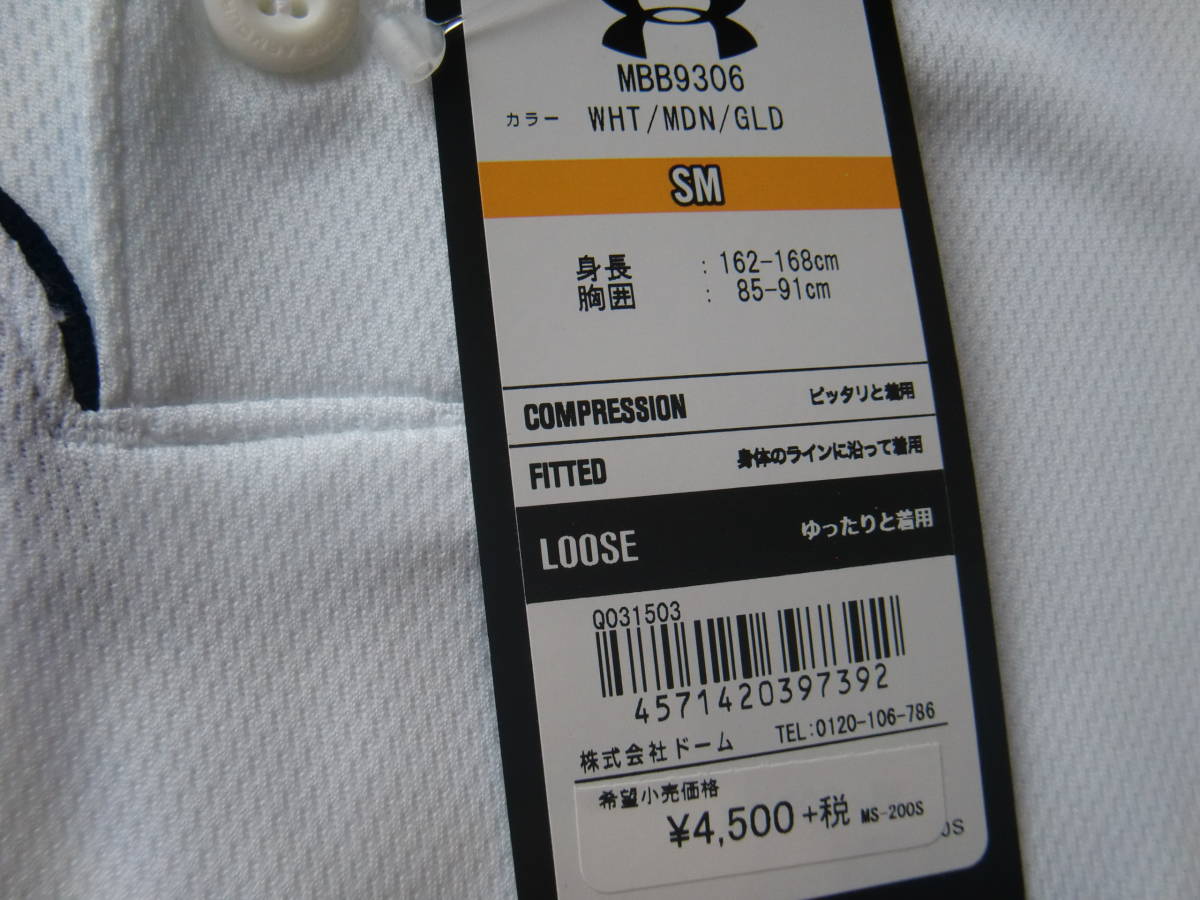 MBB9306
カラー WHT/MDN/GLD
SM
身長 : 162-168cm
胸囲 : 85-91cm
COMPRESSION ピッタリと着用
FITTED 身体のラインに沿って着用
LOOSE ゆったりと着用
Q031503
4571420397392
株式会社ドーム TEL:0120-106-786
希望小売価格
¥4,500+税 MS-200S